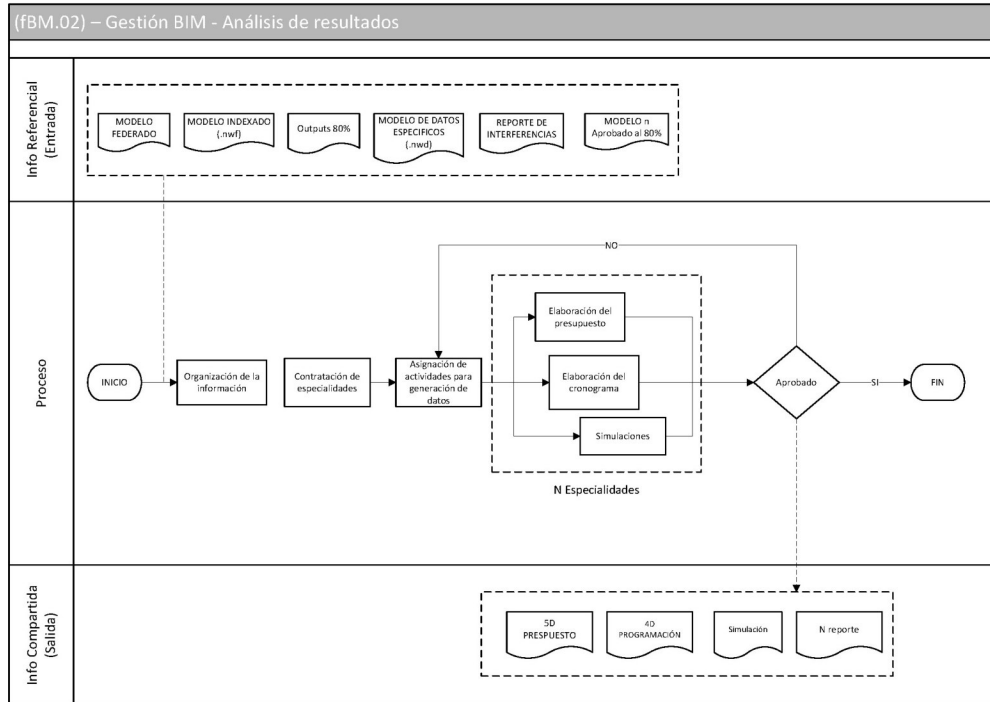 (fBM.02) – Gestión BIM - Análisis de resultados
Info Referencial
(Entrada)
MODELO
FEDERADO
MODELO INDEXADO
(.nwf)
Outputs 80%
MODELO DE DATOS
ESPECIFICOS
(.nwd)
REPORTE DE
INTERFERENCIAS
MODELO n
Aprobado al 80%
Proceso
NO
INICIO
Organización de la
información
Contratación de
especialidades
Asignación de
actividades para
generación de
datos
Elaboración del
presupuesto
Elaboración del
cronograma
Simulaciones
N Especialidades
Aprobado
SI
FIN
Info Compartida
(Salida)
5D
PRESPUESTO
4D
PROGRAMACIÓN
Simulación
N reporte